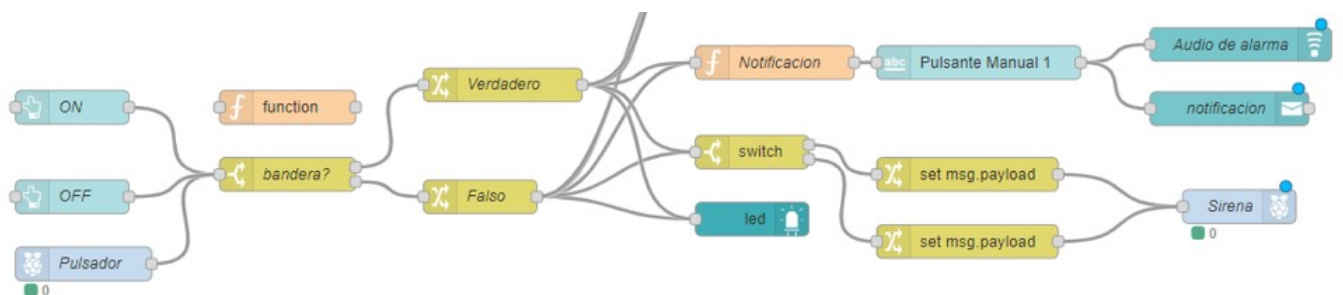 ON
OFF
Pulsador
0
function
bandera?
Verdadero
Falso
Notificacion
switch
led
abc
Pulsante Manual 1
set msg.payload
set msg.payload
Audio de alarma
notificacion
Sirena
0